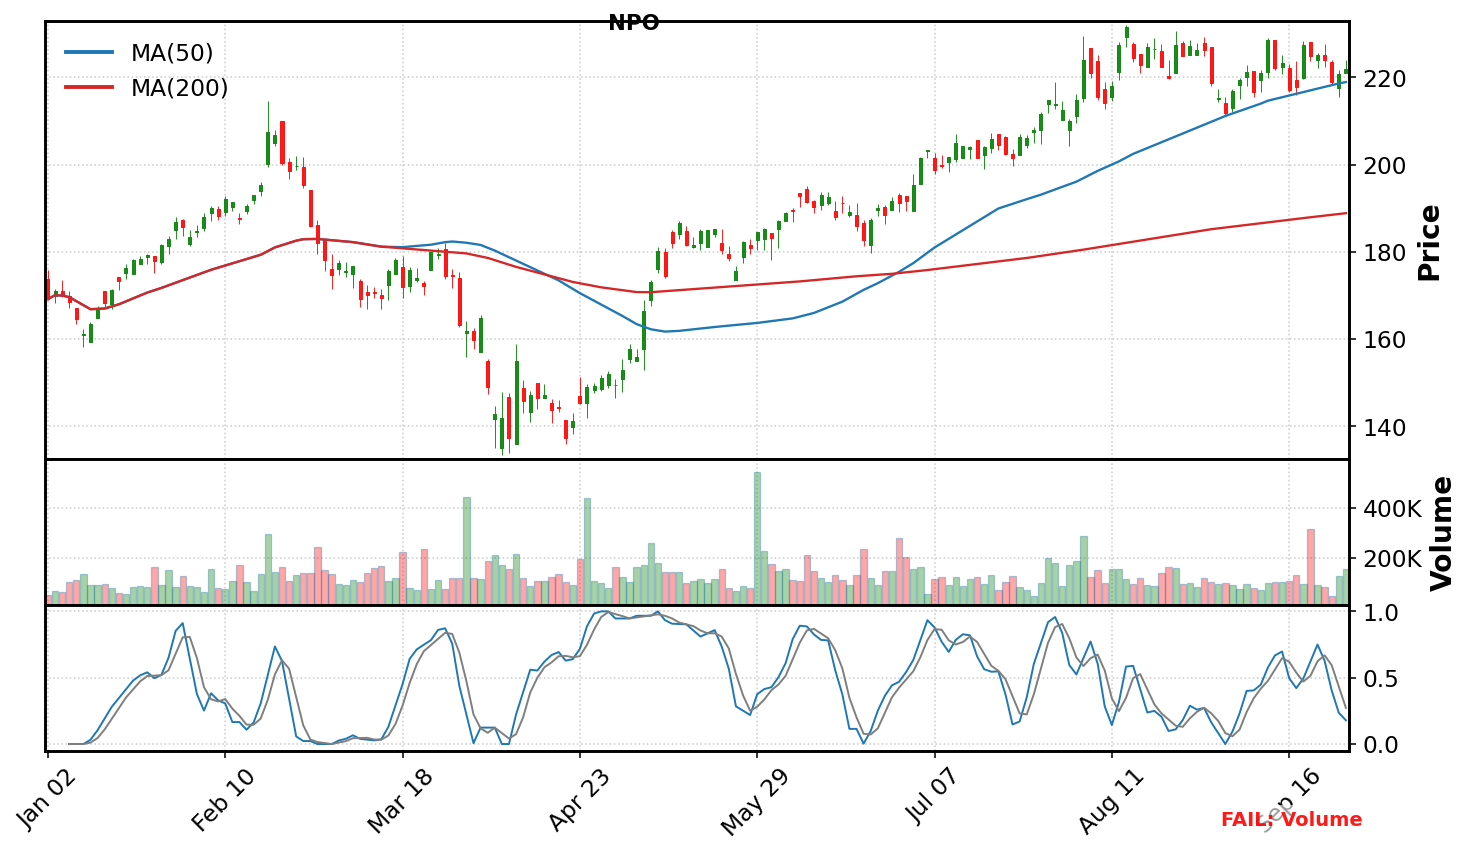 NPO
MA(50)
MA(200)
220
200
180
160
140
Price
400K
200K
Volume
1.0
0.5
0.0
Jan 02
Feb 10
Mar 18
Apr 23
May 29
Jul 07
Aug 11
Sep 16
FAIL: Volume